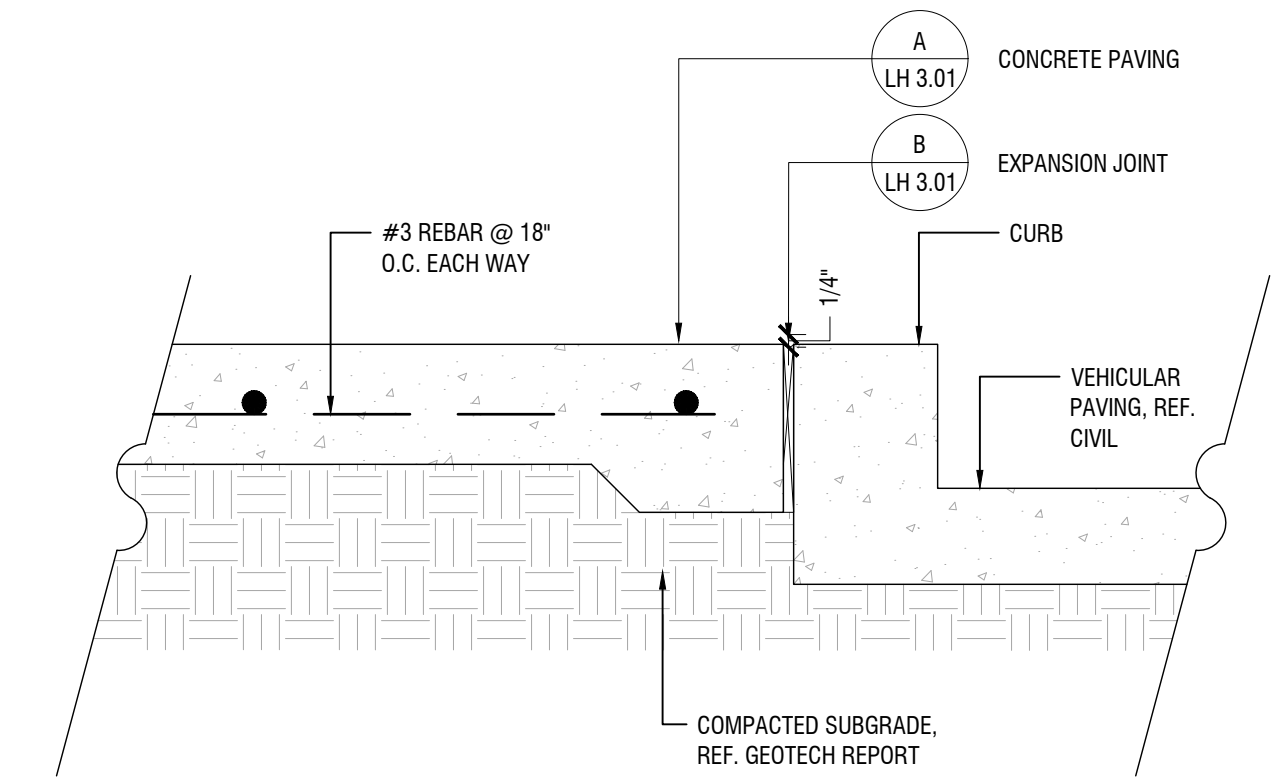 A
LH 3.01
CONCRETE PAVING
B
LH 3.01
EXPANSION JOINT
#3 REBAR @ 18"
O.C. EACH WAY
CURB
1/4"
VEHICULAR
PAVING, REF.
CIVIL
COMPACTED SUBGRADE,
REF. GEOTECH REPORT